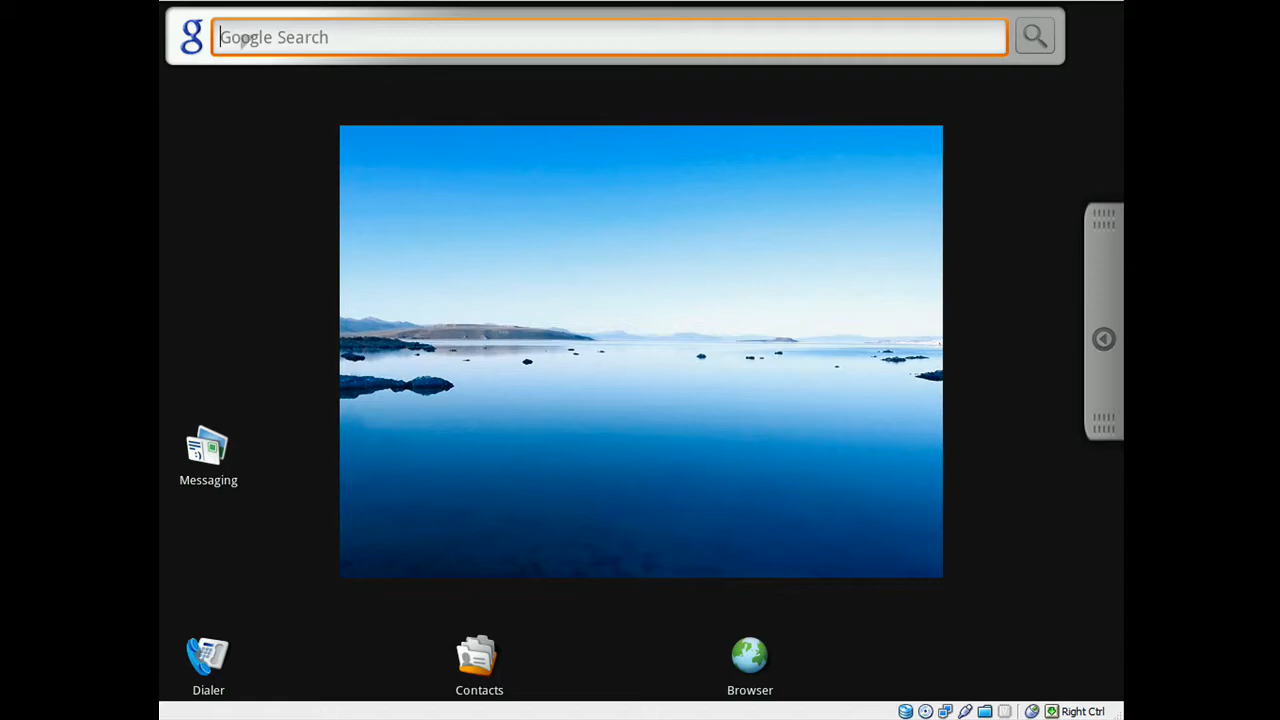 g Google Search
Messaging
Dialer
Contacts
Browser
Right Ctrl